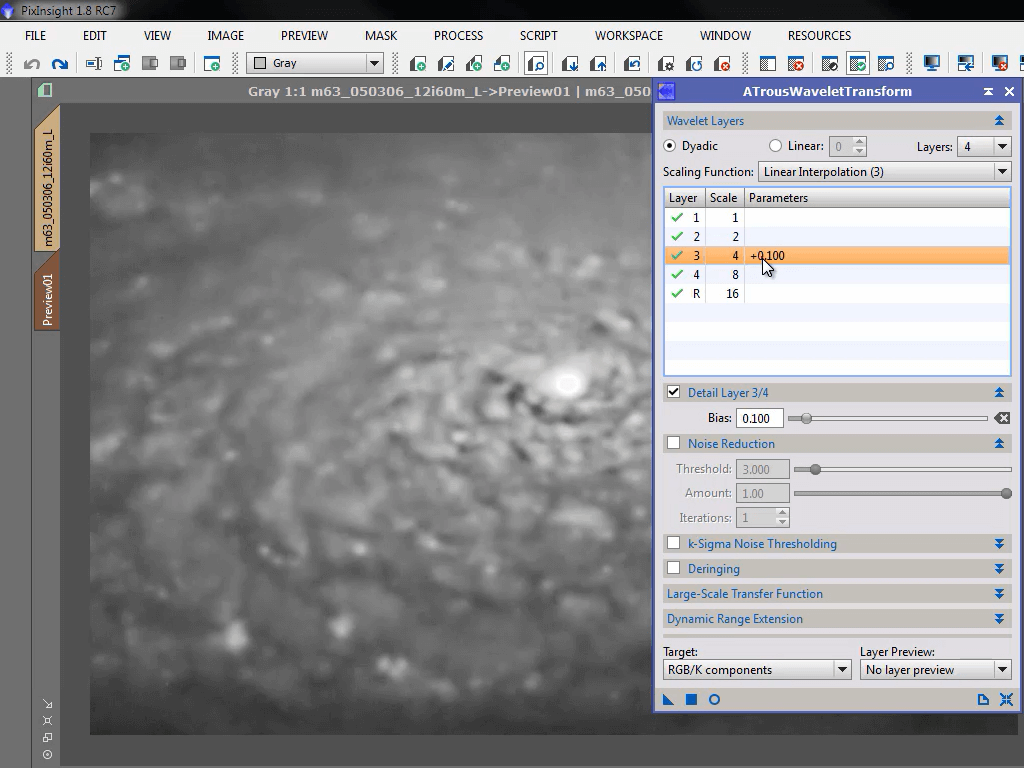 PixInsight 1.8 RC7
FILE EDIT VIEW IMAGE PREVIEW MASK PROCESS SCRIPT WORKSPACE WINDOW RESOURCES
Gray
Gray 1:1 m63_050306_12i60m_L->Preview01 | m63_050
m63_050306_12i60m_L
Preview01
ATrousWaveletTransform
Wavelet Layers
Dyadic Linear: 0 Layers: 4
Scaling Function: Linear Interpolation (3)
Layer Scale Parameters
1 1
2 2
3 4 +0.100
4 8
R 16
Detail Layer 3/4
Bias: 0.100
Noise Reduction
Threshold: 3.000
Amount: 1.00
Iterations: 1
k-Sigma Noise Thresholding
Deringing
Large-Scale Transfer Function
Dynamic Range Extension
Target: Layer Preview:
RGB/K components No layer preview